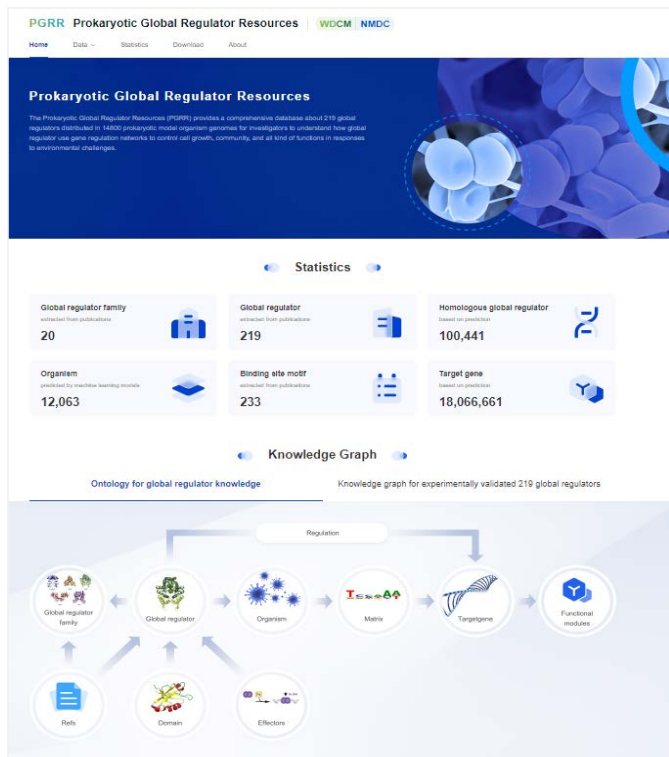 PGRR Prokaryotic Global Regulator Resources WDCM NMDC
Home Data Statistics Download About
Prokaryotic Global Regulator Resources
The Prokaryotic Global Regulator Resources (PGRR) provides a comprehensive database about 219 global
regulators distributed in 14800 prokaryotic model organism genomes for investigators to understand how global
regulator use gene regulation networks to control cell growth, community, and all kind of functions in responses
to environmental challenges.
Statistics
Global regulator family
extracted from publications
20
Global regulator
extracted from publications
219
Homologous global regulator
based on prediction
100,441
Organism
predicted by machine learning models
12,063
Binding site motif
extracted from publications
233
Target gene
based on prediction
18,066,661
Knowledge Graph
Ontology for global regulator knowledge
Knowledge graph for experimentally validated 219 global regulators
Regulation
Global regulator
family
Global regulator
Organism
Matrix
Targetgene
Functional
modules
Refs
Domain
Effectors